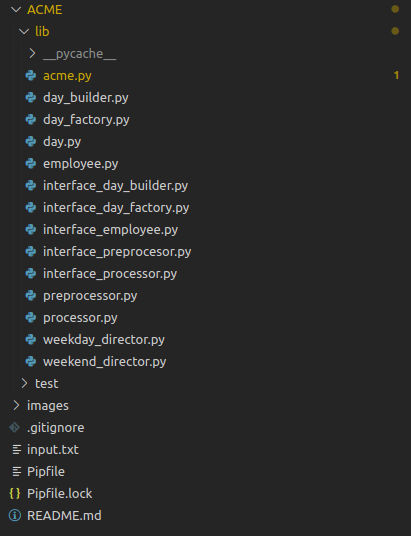 ACME
lib
__pycache__
acme.py 1
day_builder.py
day_factory.py
day.py
employee.py
interface_day_builder.py
interface_day_factory.py
interface_employee.py
interface_preprocesor.py
interface_processor.py
preprocessor.py
processor.py
weekday_director.py
weekend_director.py
test
images
.gitignore
input.txt
Pipfile
{} Pipfile.lock
README.md